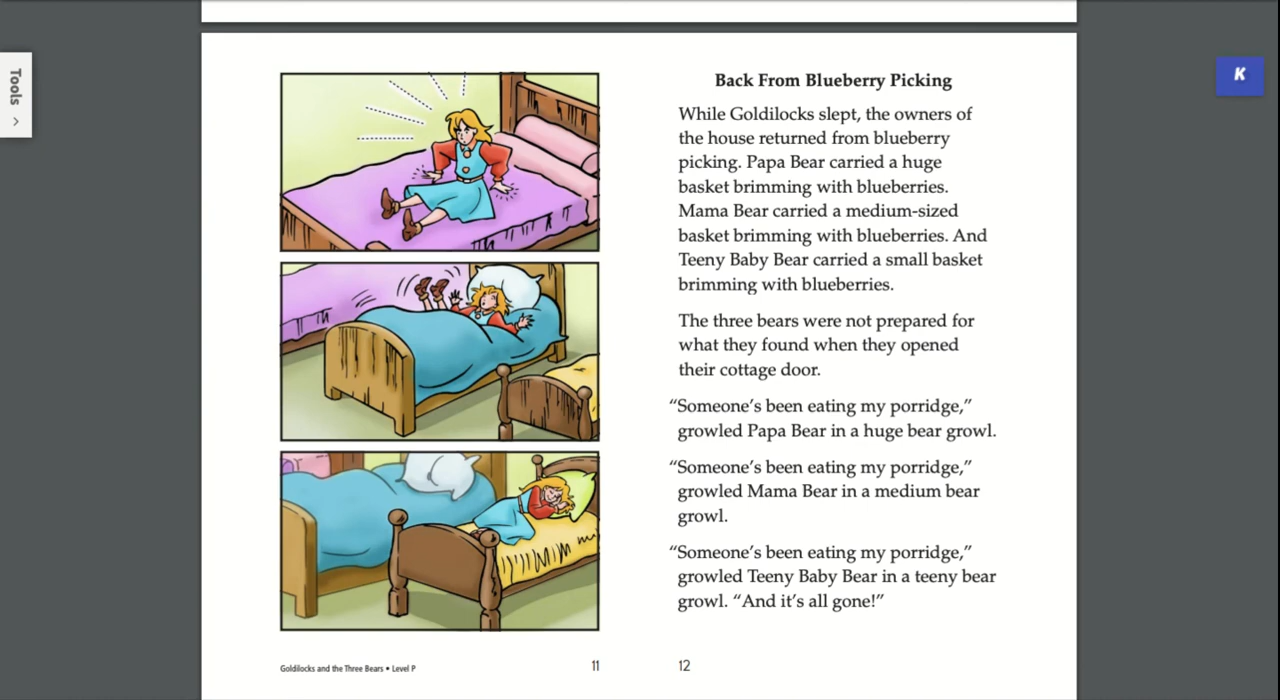 Tools
K
Back From Blueberry Picking
While Goldilocks slept, the owners of
the house returned from blueberry
picking. Papa Bear carried a huge
basket brimming with blueberries.
Mama Bear carried a medium-sized
basket brimming with blueberries. And
Teeny Baby Bear carried a small basket
brimming with blueberries.
The three bears were not prepared for
what they found when they opened
their cottage door.
“Someone’s been eating my porridge,”
growled Papa Bear in a huge bear growl.
“Someone’s been eating my porridge,”
growled Mama Bear in a medium bear
growl.
“Someone’s been eating my porridge,”
growled Teeny Baby Bear in a teeny bear
growl. “And it’s all gone!”
Goldilocks and the Three Bears • Level P
11
12